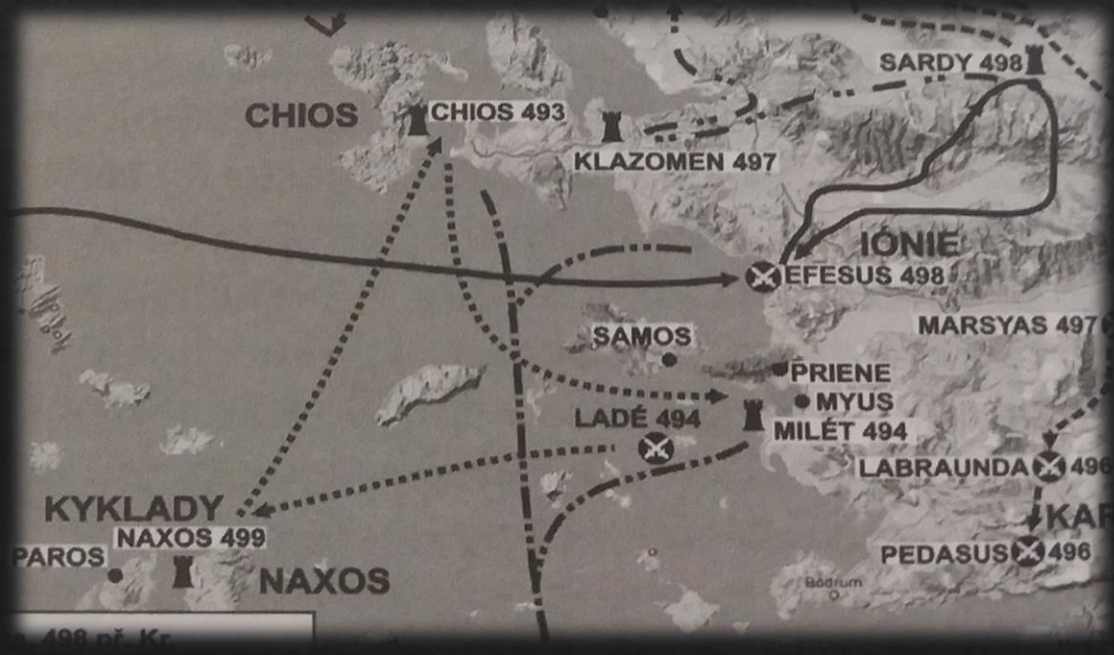 SARDY 498
CHIOS
CHIOS 493
KLAZOMEN 497
IÓNIE
EFESUS 498
MARSYAS 497
SAMOS
PRIENE
MYUS
LADÉ 494
MILÉT 494
LABRAUNDA 496
KYKLADY
KAR
NAXOS 499
PAROS
PEDASUS 496
NAXOS
Bodrum
498 př. Kr.